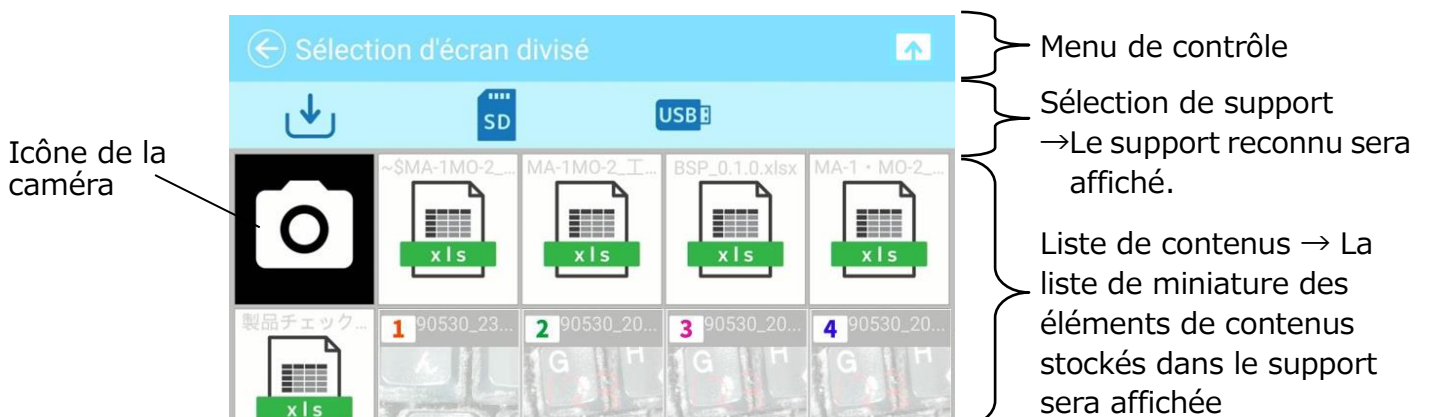 Sélection d'écran divisé
Menu de contrôle
SD
USB
Sélection de support
→Le support reconnu sera
affiché.
Icône de la
caméra
~$MA-1MO-2_...
MA-1MO-2_工...
BSP_0.1.0.xlsx
MA-1・MO-2_...
xls
xls
xls
xls
Liste de contenus → La
liste de miniature des
éléments de contenus
stockés dans le support
sera affichée
製品チェック...
1 90530_23...
2 90530_20...
3 90530_20...
4 90530_20...
G H
G H
G H
xls